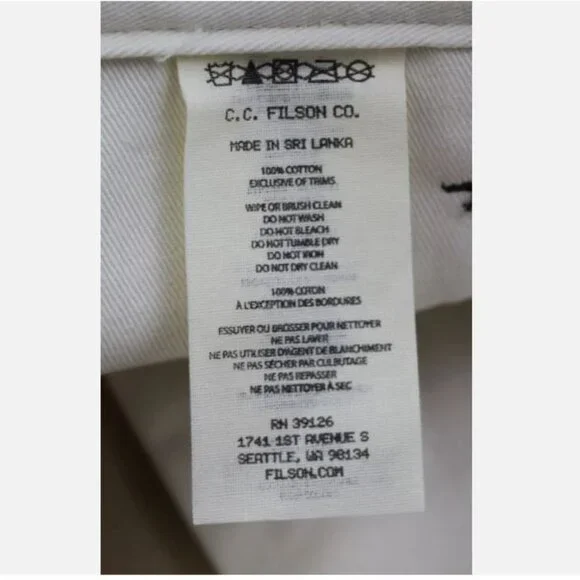 C.C. FILSON CO.
MADE IN SRI LANKA
100% COTTON
EXCLUSIVE OF TRIMS
WIPE OR BRUSH CLEAN
DO NOT WASH
DO NOT BLEACH
DO NOT TUMBLE DRY
DO NOT IRON
DO NOT DRY CLEAN
100% COTON
À L'EXCEPTION DES BORDURES
ESSUYER OU BROSSER POUR NETTOYER
NE PAS LAVER
NE PAS UTILISER D'AGENT DE BLANCHIMENT
NE PAS SÉCHER PAR CULBUTAGE
NE PAS REPASSER
NE PAS NETTOYER À SEC
RN 39126
1741 1ST AVENUE S
SEATTLE, WA 98134
FILSON.COM